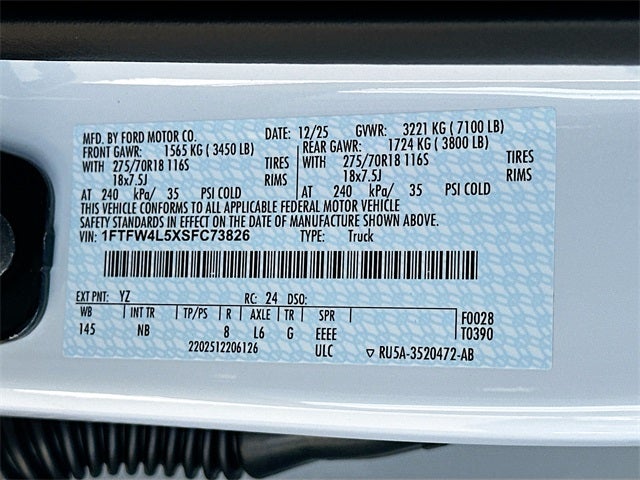 MFD. BY FORD MOTOR CO. DATE: 12/25 GVWR: 3221 KG ( 7100 LB)
FRONT GAWR: 1565 KG ( 3450 LB) REAR GAWR: 1724 KG ( 3800 LB)
WITH 275/70R18 116S TIRES WITH 275/70R18 116S TIRES
18x7.5J RIMS 18x7.5J RIMS
AT 240 kPa/ 35 PSI COLD AT 240 kPa/ 35 PSI COLD
THIS VEHICLE CONFORMS TO ALL APPLICABLE FEDERAL MOTOR VEHICLE
SAFETY STANDARDS IN EFFECT ON THE DATE OF MANUFACTURE SHOWN ABOVE.
VIN: 1FTFW4L5XSFC73826 TYPE: Truck
EXT PNT: YZ RC: 24 DSO:
WB INT TR TP/PS R AXLE TR SPR F0028
145 NB 8 L6 G EEEE T0390
2202512206126 ULC ▽ RU5A-3520472-AB